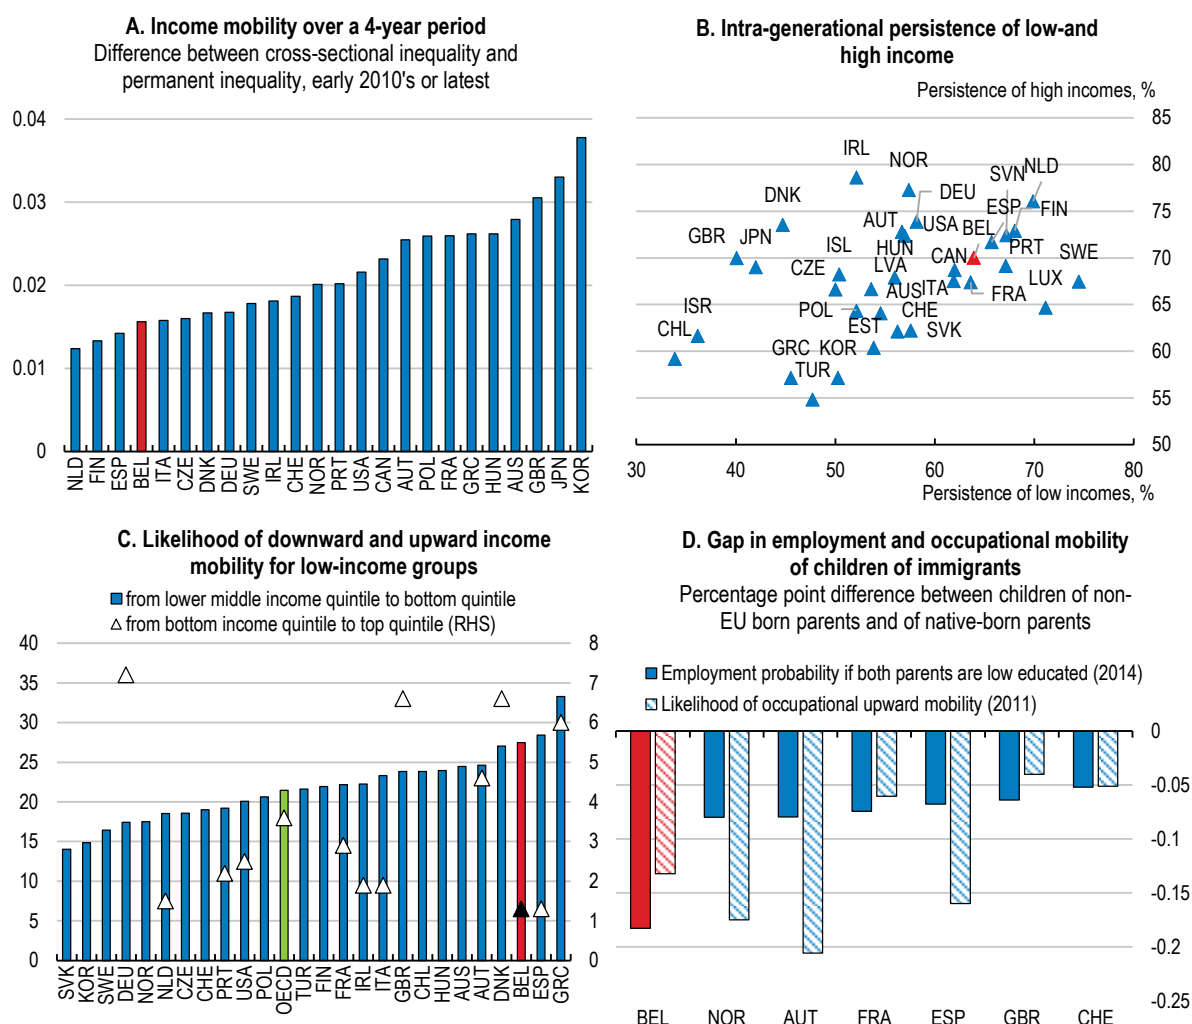 A. Income mobility over a 4-year period
Difference between cross-sectional inequality and
permanent inequality, early 2010's or latest
0.04
0.03
0.02
0.01
0
NLD FIN ESP BEL ITA CZE DNK DEU SWE IRL CHE NOR PRT USA CAN AUT POL FRA GRC HUN AUS GBR JPN KOR
B. Intra-generational persistence of low-and
high income
Persistence of high incomes, %
85
80
75
70
65
60
55
50
IRL
NOR
NLD
SVN
DNK
DEU
ESP
FIN
AUT
USA
BEL
GBR
JPN
ISL
HUN
PRT
SWE
CZE
LVA
CAN
LUX
ISR
POL
AUS
ITA
FRA
CHL
EST
CHE
SVK
GRC
KOR
TUR
30 40 50 60 70 80
Persistence of low incomes, %
C. Likelihood of downward and upward income
mobility for low-income groups
from lower middle income quintile to bottom quintile
from bottom income quintile to top quintile (RHS)
40 8
35 7
30 6
25 5
20 4
15 3
10 2
5 1
0 0
SVK KOR SWE DEU NOR NLD CZE CHE PRT USA POL OECD TUR FIN FRA IRL ITA GBR CHL HUN AUS AUT DNK BEL ESP GRC
D. Gap in employment and occupational mobility
of children of immigrants
Percentage point difference between children of non-
EU born parents and of native-born parents
Employment probability if both parents are low educated (2014)
Likelihood of occupational upward mobility (2011)
0
-0.05
-0.1
-0.15
-0.2
-0.25
BEL NOR AUT FRA ESP GBR CHE